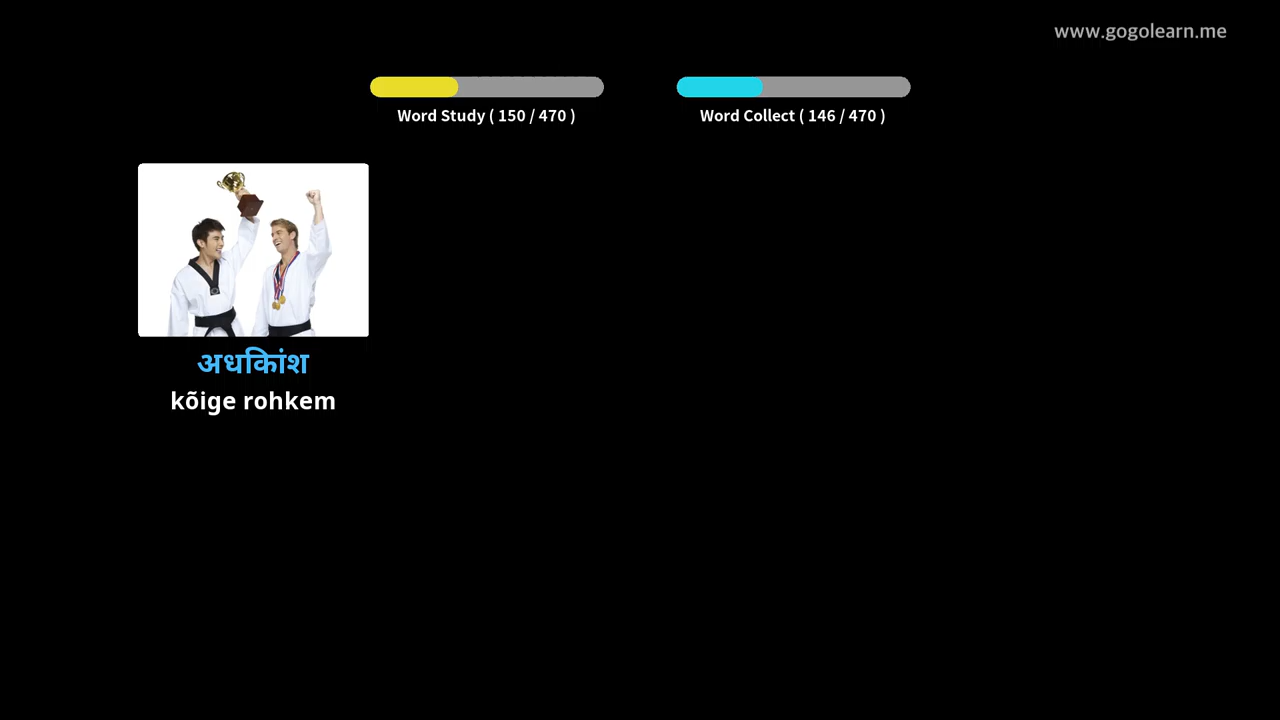 www.gogolearn.me
Word Study ( 150 / 470 )
Word Collect ( 146 / 470 )
अधिकांश
kõige rohkem